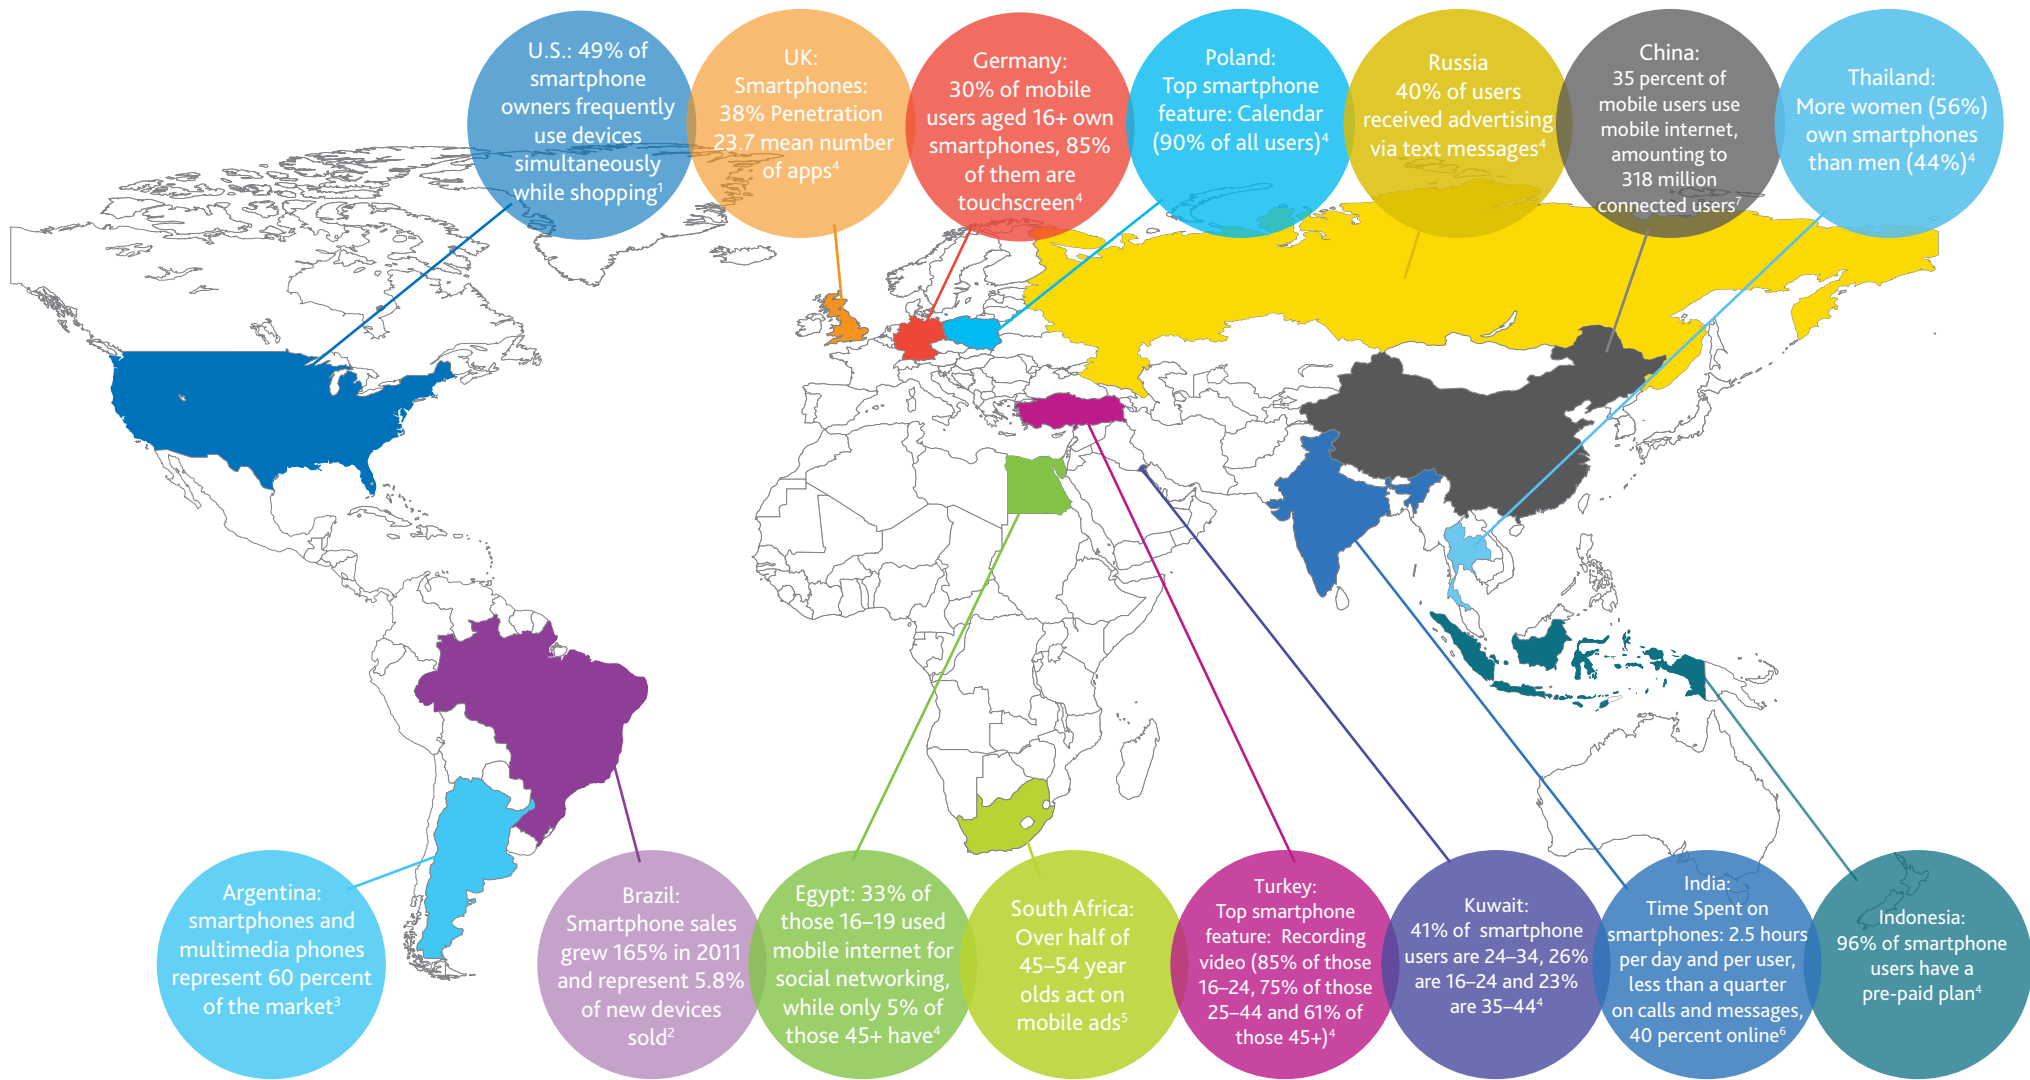 U.S.: 49% of
smartphone
owners frequently
use devices
simultaneously
while shopping¹
UK:
Smartphones:
38% Penetration
23.7 mean number
of apps⁴
Germany:
30% of mobile
users aged 16+ own
smartphones, 85%
of them are
touchscreen⁴
Poland:
Top smartphone
feature: Calendar
(90% of all users)⁴
Russia
40% of users
received advertising
via text messages⁴
China:
35 percent of
mobile users use
mobile internet,
amounting to
318 million
connected users⁷
Thailand:
More women (56%)
own smartphones
than men (44%)⁴
Argentina:
smartphones and
multimedia phones
represent 60 percent
of the market³
Brazil:
Smartphone sales
grew 165% in 2011
and represent 5.8%
of new devices
sold²
Egypt: 33% of
those 16–19 used
mobile internet for
social networking,
while only 5% of
those 45+ have⁴
South Africa:
Over half of
45–54 year
olds act on
mobile ads⁵
Turkey:
Top smartphone
feature: Recording
video (85% of those
16–24, 75% of those
25–44 and 61% of
those 45+)⁴
Kuwait:
41% of smartphone
users are 24–34, 26%
are 16–24 and 23%
are 35–44⁴
India:
Time Spent on
smartphones: 2.5 hours
per day and per user,
less than a quarter
on calls and messages,
40 percent online⁶
Indonesia:
96% of smartphone
users have a
pre-paid plan⁴